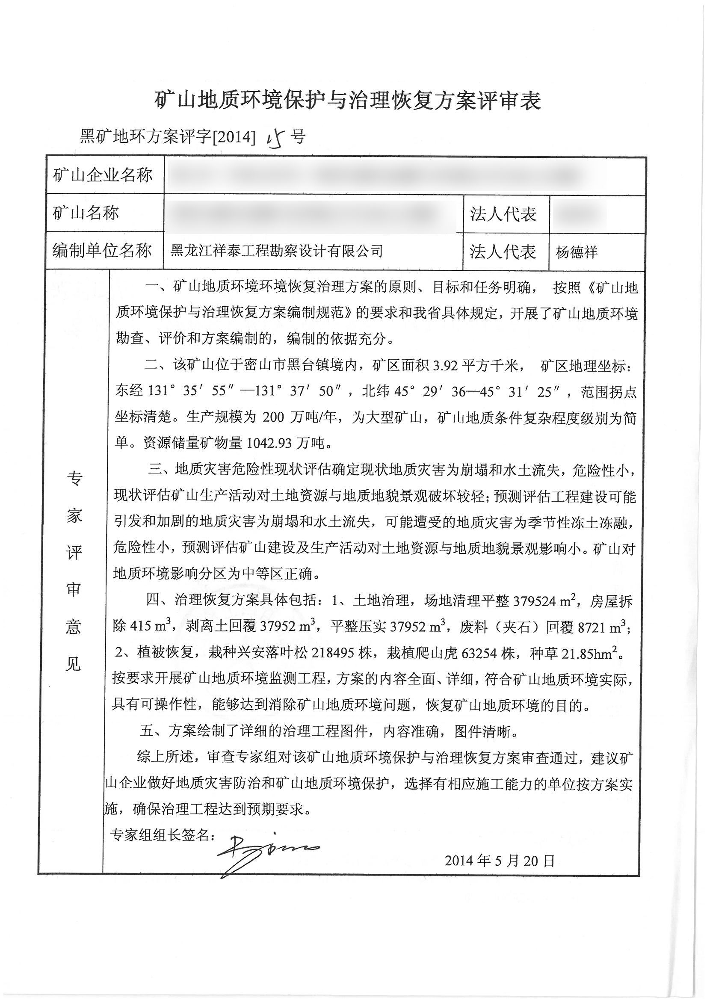 矿山地质环境保护与治理恢复方案评审表
黑矿地环方案评字[2014] 15 号
矿山企业名称
矿山名称 法人代表
编制单位名称 黑龙江祥泰工程勘察设计有限公司 法人代表 杨德祥
专家评审意见
一、矿山地质环境环境恢复治理方案的原则、目标和任务明确， 按照《矿山地
质环境保护与治理恢复方案编制规范》的要求和我省具体规定，开展了矿山地质环境
勘查、评价和方案编制的，编制的依据充分。
二、该矿山位于密山市黑台镇境内，矿区面积 3.92 平方千米， 矿区地理坐标：
东经 131° 35′ 55″—131° 37′ 50″，北纬 45° 29′ 36—45° 31′ 25″，范围拐点
坐标清楚。生产规模为 200 万吨/年，为大型矿山，矿山地质条件复杂程度级别为简
单。资源储量矿物量 1042.93 万吨。
三、地质灾害危险性现状评估确定现状地质灾害为崩塌和水土流失，危险性小，
现状评估矿山生产活动对土地资源与地质地貌景观破坏较轻；预测评估工程建设可能
引发和加剧的地质灾害为崩塌和水土流失，可能遭受的地质灾害为季节性冻土冻融，
危险性小，预测评估矿山建设及生产活动对土地资源与地质地貌景观影响小。矿山对
地质环境影响分区为中等区正确。
四、治理恢复方案具体包括：1、土地治理，场地清理平整 379524 m²，房屋拆
除 415 m³，剥离土回覆 37952 m³，平整压实 37952 m³，废料（夹石）回覆 8721 m³；
2、植被恢复，栽种兴安落叶松 218495 株，栽植爬山虎 63254 株，种草 21.85hm²。
按要求开展矿山地质环境监测工程，方案的内容全面、详细，符合矿山地质环境实际，
具有可操作性，能够达到消除矿山地质环境问题，恢复矿山地质环境的目的。
五、方案绘制了详细的治理工程图件，内容准确，图件清晰。
综上所述，审查专家组对该矿山地质环境保护与治理恢复方案审查通过，建议矿
山企业做好地质灾害防治和矿山地质环境保护，选择有相应施工能力的单位按方案实
施，确保治理工程达到预期要求。
专家组组长签名：
2014 年 5 月 20 日